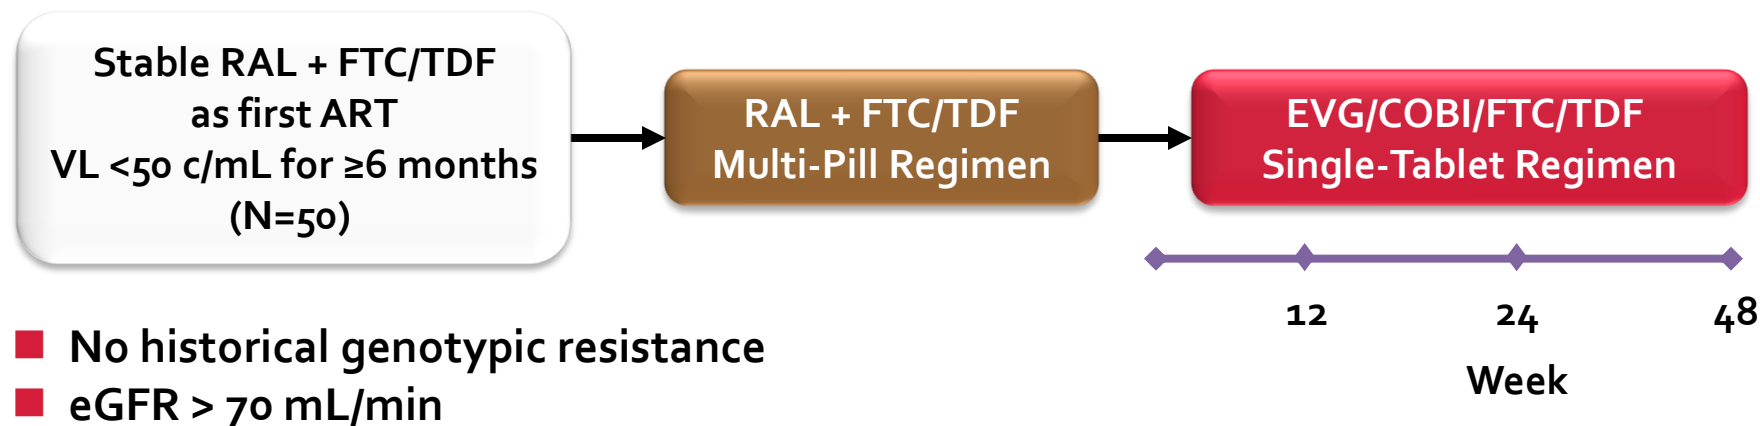 Stable RAL + FTC/TDF
as first ART
VL <50 c/mL for ≥6 months
(N=50)
RAL + FTC/TDF
Multi-Pill Regimen
EVG/COBI/FTC/TDF
Single-Tablet Regimen
12 24 48
Week
No historical genotypic resistance
eGFR > 70 mL/min